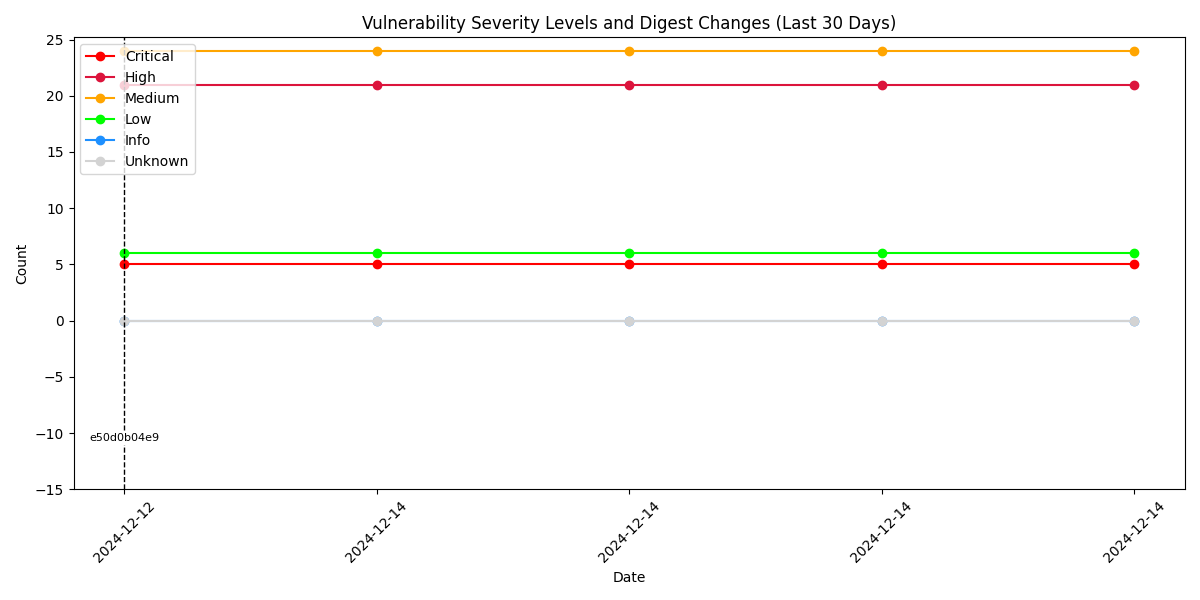 Vulnerability Severity Levels and Digest Changes (Last 30 Days)
Critical
High
Medium
Low
Info
Unknown
Count
25
20
15
10
5
0
−5
−10
−15
e50d0b04e9
2024-12-12
2024-12-14
2024-12-14
2024-12-14
2024-12-14
Date